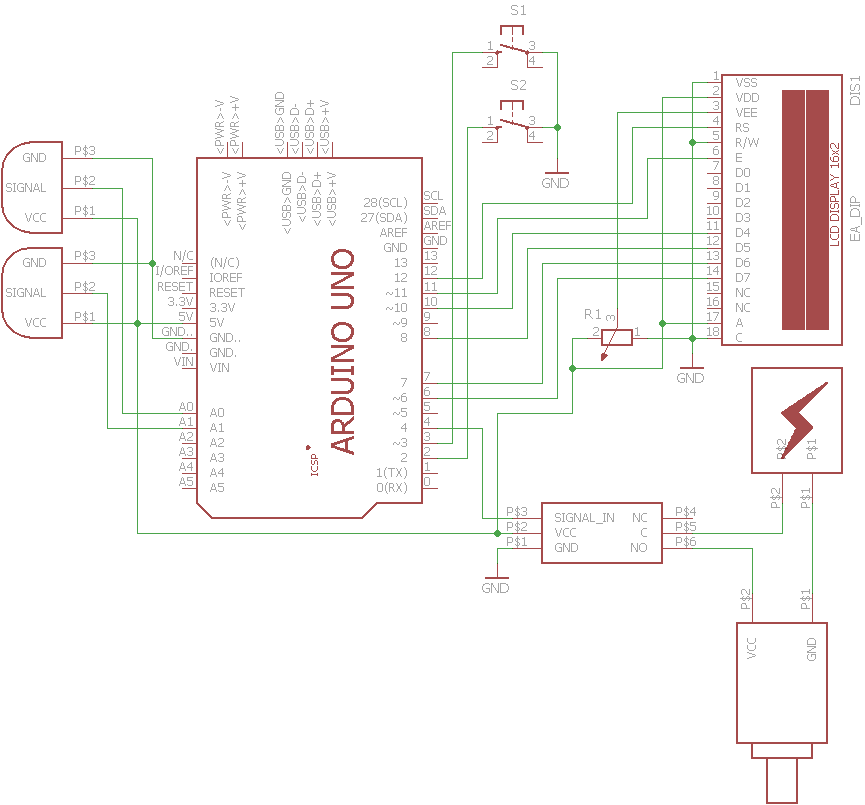 S1
1
3
2
4
S2
1
3
2
4
GND
<PWR>-V
<PWR>+V
<USB>GND
<USB>D-
<USB>D+
<USB>+V
<PWR>-V
<PWR>+V
<USB>GND
<USB>D-
<USB>D+
<USB>+V
GND P$3
SIGNAL P$2
VCC P$1
GND P$3
SIGNAL P$2
VCC P$1
N/C (N/C)
I/OREF IOREF
RESET RESET
3.3V 3.3V
5V 5V
GND.. GND..
GND. GND.
VIN VIN
A0 A0
A1 A1
A2 A2
A3 A3
A4 A4
A5 A5
ARDUINO UNO
ICSP
28(SCL) SCL
27(SDA) SDA
AREF AREF
GND GND
13 13
12 12
~11 11
~10 10
~9 9
8 8
7 7
~6 6
~5 5
4 4
~3 3
2 2
1(TX) 1
0(RX) 0
1 VSS
2 VDD
3 VEE
4 RS
5 R/W
6 E
7 D0
8 D1
9 D2
10 D3
11 D4
12 D5
13 D6
14 D7
15 NC
16 NC
17 A
18 C
LCD DISPLAY 16x2
DIS1
EA_DIP
R1
3
2
1
GND
P$2
P$1
P$2
P$1
P$3 SIGNAL_IN NC P$4
P$2 VCC C P$5
P$1 GND NO P$6
GND
P$2
P$1
VCC
GND